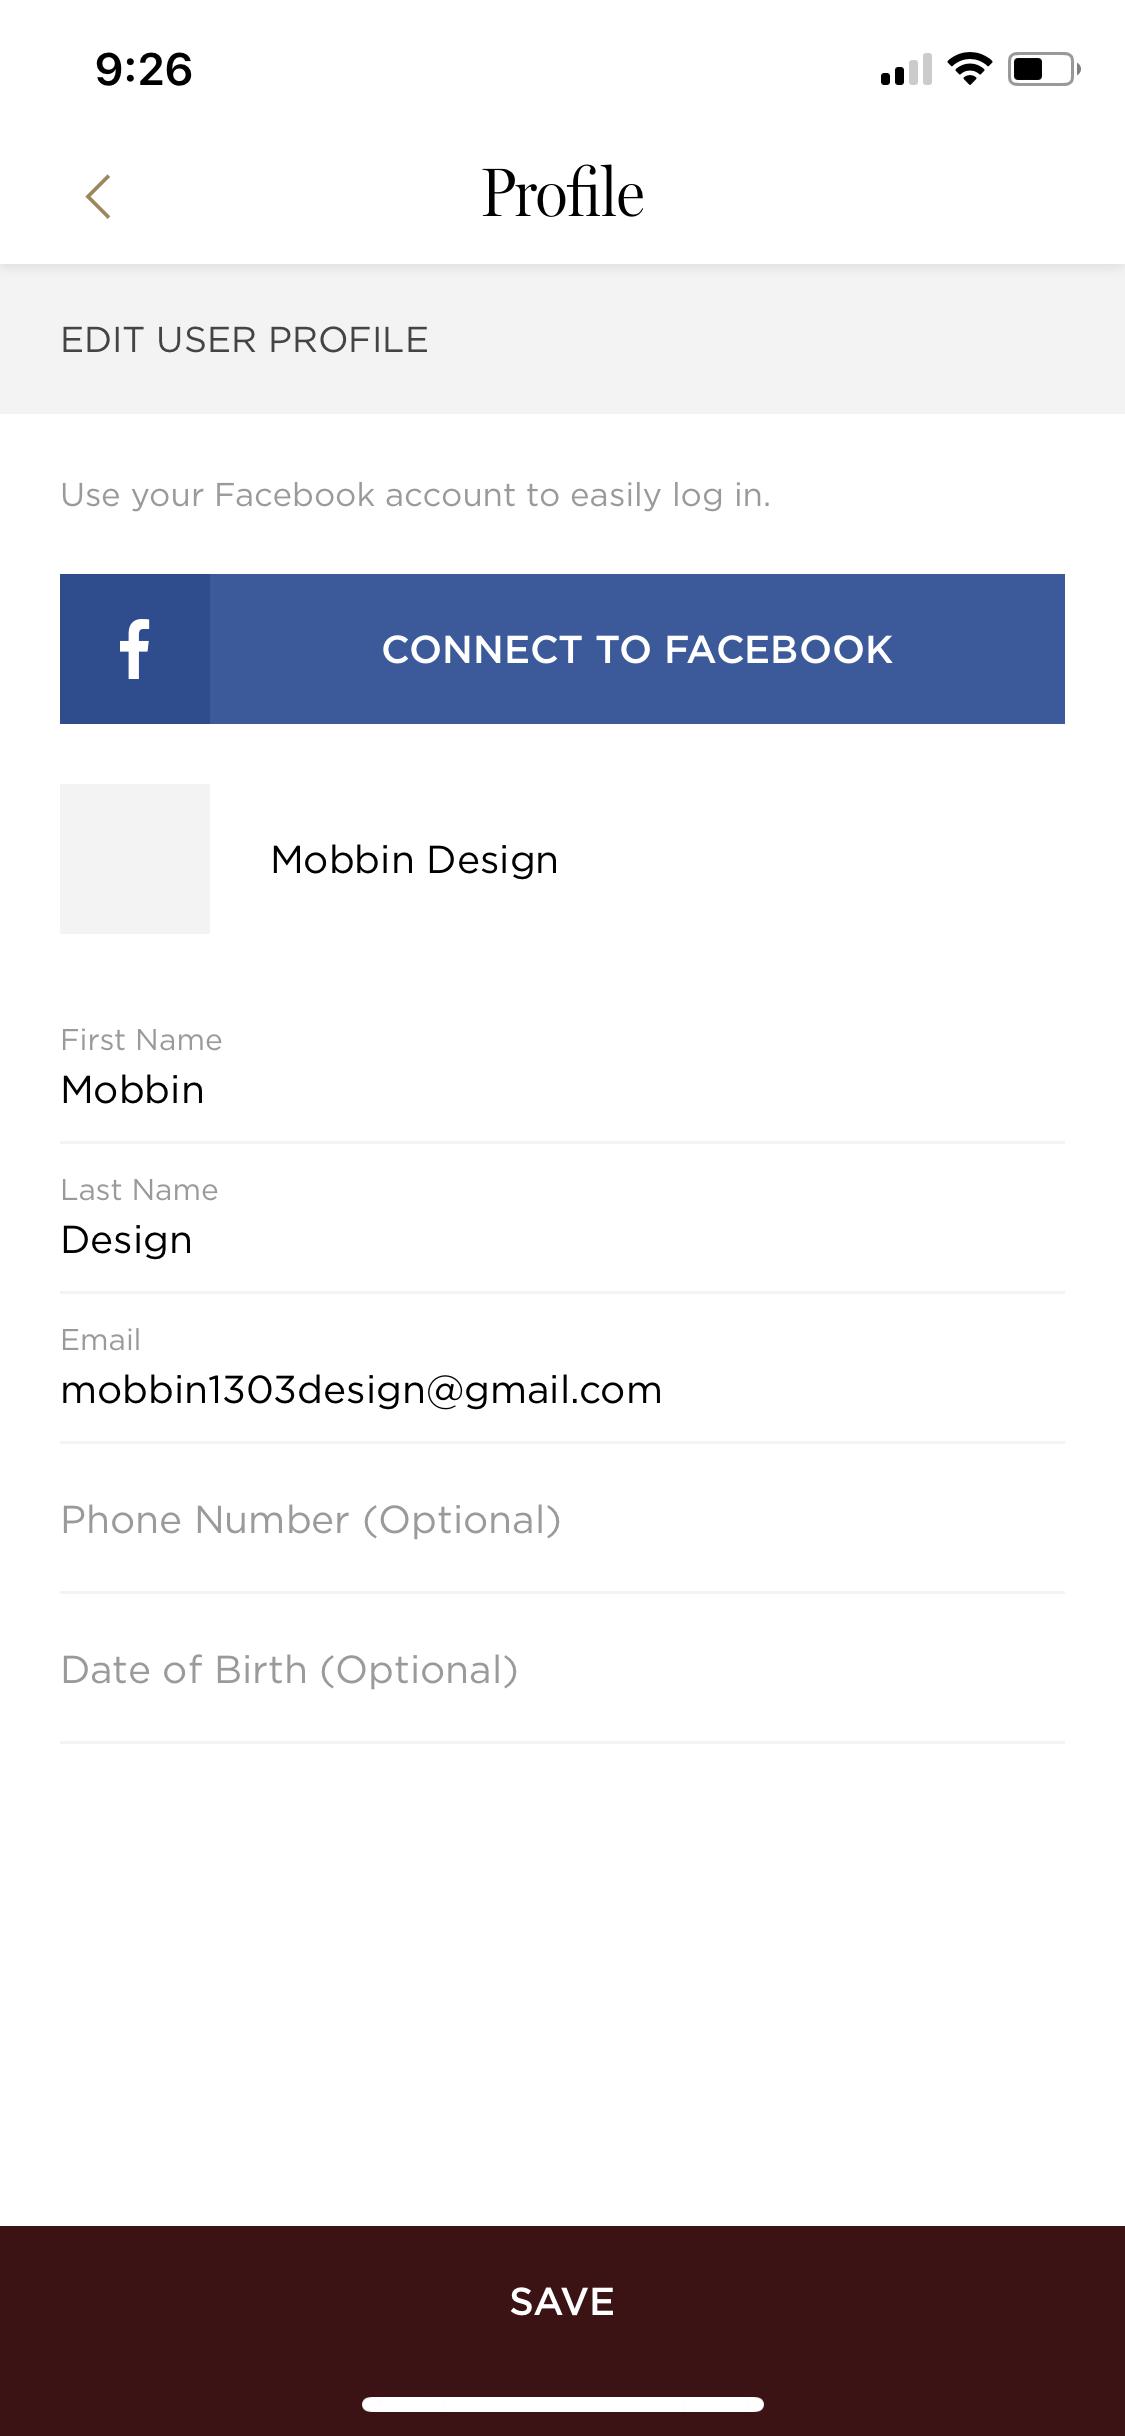 9:26
Profile
EDIT USER PROFILE
Use your Facebook account to easily log in.
f
CONNECT TO FACEBOOK
Mobbin Design
First Name
Mobbin
Last Name
Design
Email
mobbin1303design@gmail.com
Phone Number (Optional)
Date of Birth (Optional)
SAVE